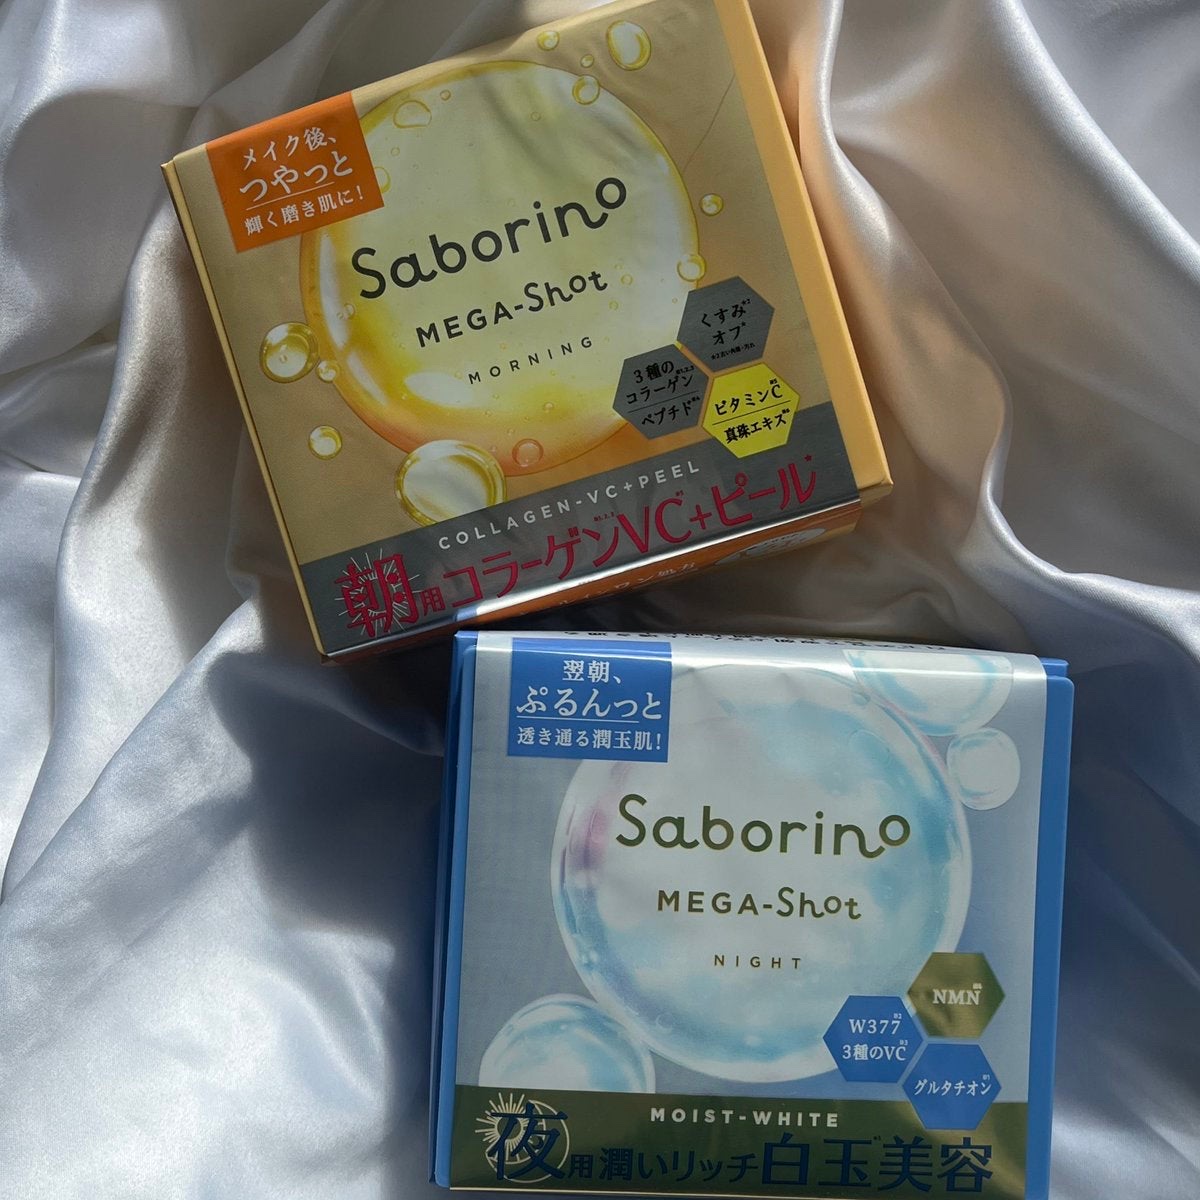 メイク後、
つやっと
輝く磨き肌に!
Saborino
MEGA-Shot
MORNING
くすみ※2
オフ*
3種の
コラーゲン
ペプチド
ビタミンC
真珠エキス
COLLAGEN-VC+PEEL
朝用コラーゲンVC+ピール*
翌朝、
ぷるんっと
透き通る潤玉肌!
Saborino
MEGA-Shot
NIGHT
NMN
W377
3種のVC
グルタチオン
MOIST-WHITE
夜用潤いリッチ白玉美容